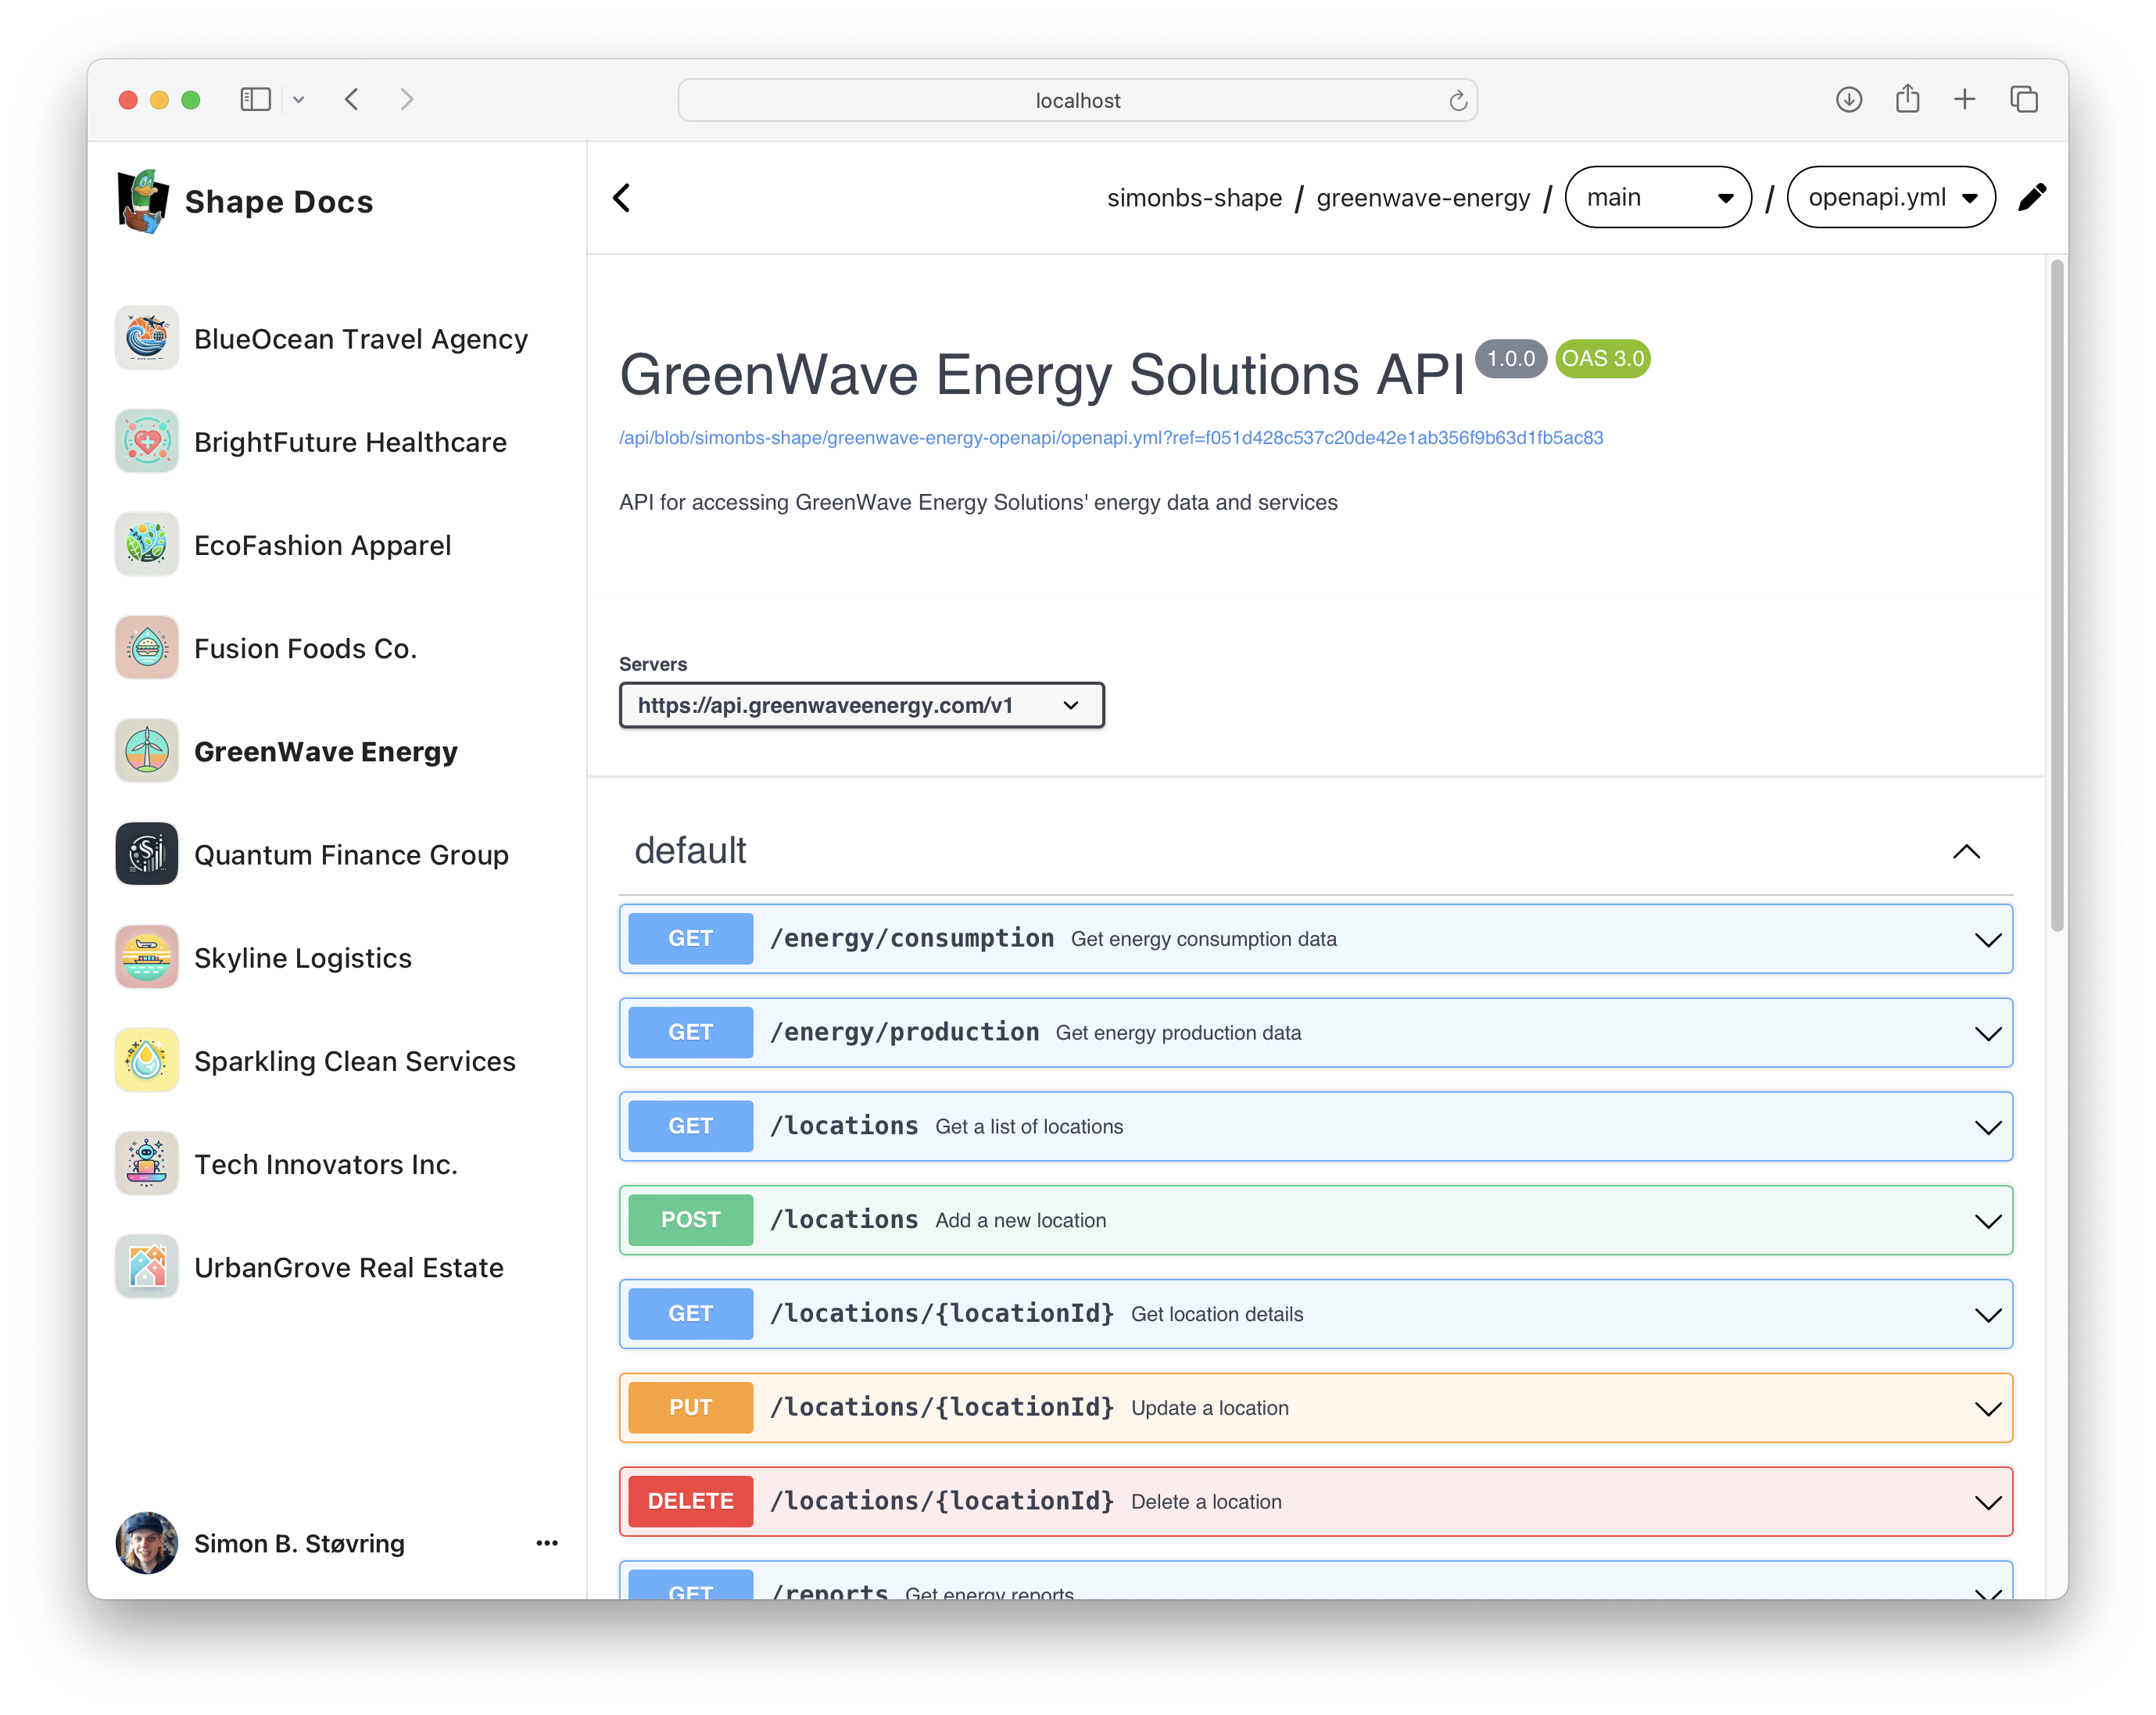 localhost
Shape Docs
simonbs-shape / greenwave-energy / main / openapi.yml
BlueOcean Travel Agency
BrightFuture Healthcare
EcoFashion Apparel
Fusion Foods Co.
GreenWave Energy
Quantum Finance Group
Skyline Logistics
Sparkling Clean Services
Tech Innovators Inc.
UrbanGrove Real Estate
Simon B. Støvring
GreenWave Energy Solutions API 1.0.0 OAS 3.0
/api/blob/simonbs-shape/greenwave-energy-openapi/openapi.yml?ref=f051d428c537c20de42e1ab356f9b63d1fb5ac83
API for accessing GreenWave Energy Solutions' energy data and services
Servers
https://api.greenwaveenergy.com/v1
default
GET /energy/consumption Get energy consumption data
GET /energy/production Get energy production data
GET /locations Get a list of locations
POST /locations Add a new location
GET /locations/{locationId} Get location details
PUT /locations/{locationId} Update a location
DELETE /locations/{locationId} Delete a location
GET /reports Get energy reports